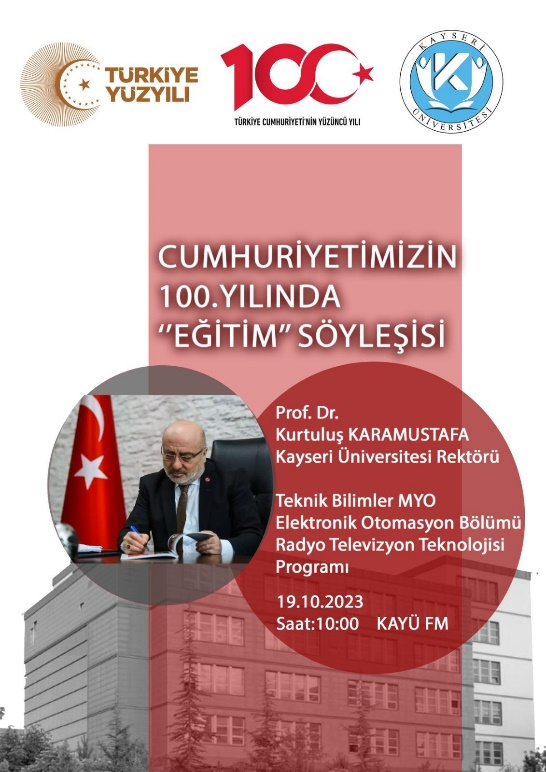 TÜRKİYE
YÜZYILI
100
TÜRKİYE CUMHURİYETİ'NİN YÜZÜNCÜ YILI
KAYSERİ
K
ÜNİVERSİTESİ
CUMHURİYETİMİZİN
100.YILINDA
‘’EĞİTİM” SÖYLEŞİSİ
Prof. Dr.
Kurtuluş KARAMUSTAFA
Kayseri Üniversitesi Rektörü
Teknik Bilimler MYO
Elektronik Otomasyon Bölümü
Radyo Televizyon Teknolojisi
Programı
19.10.2023
Saat:10:00 KAYÜ FM